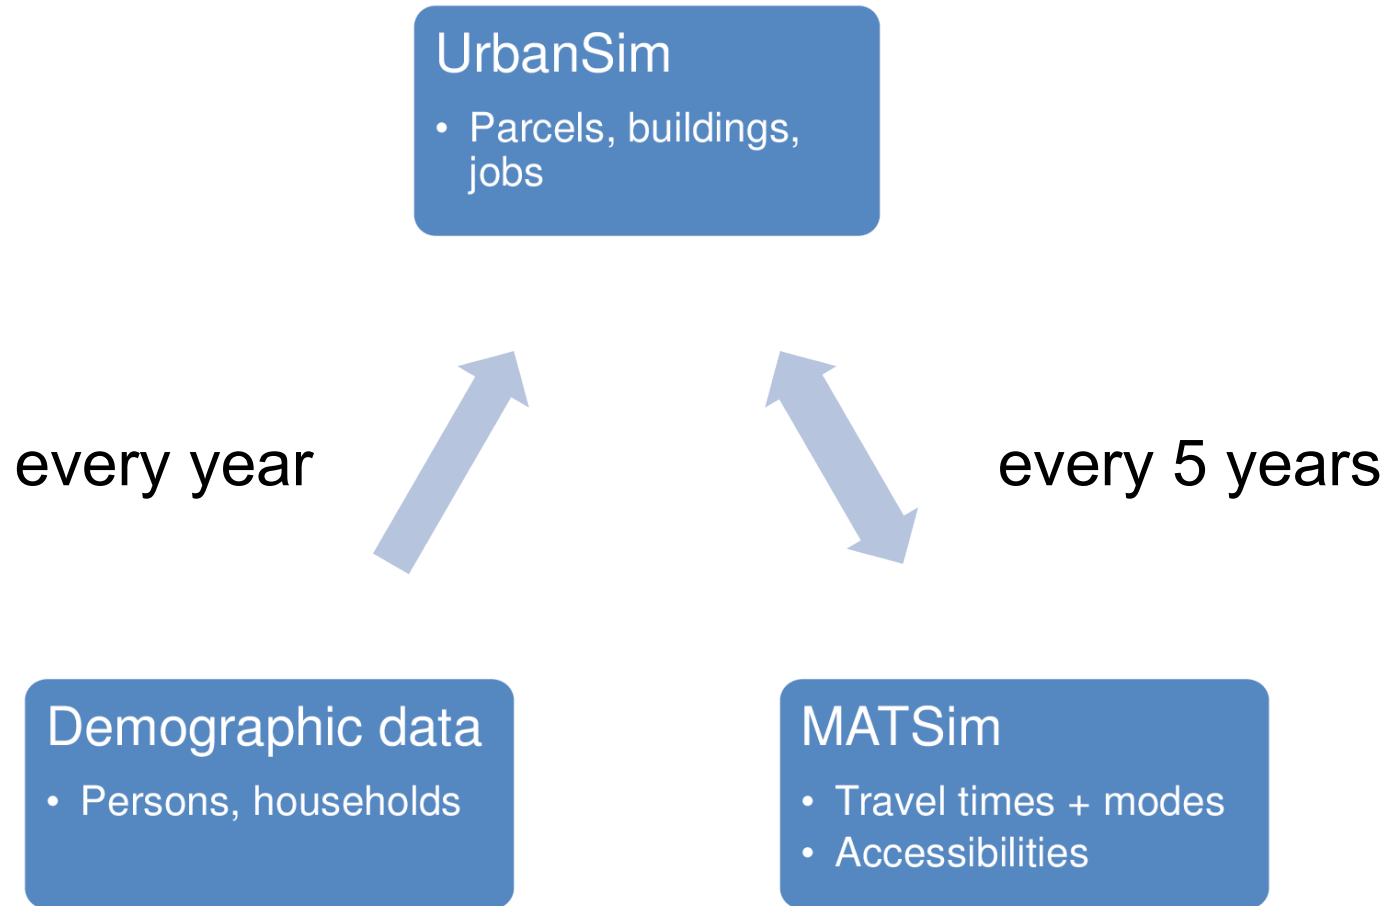 UrbanSim
• Parcels, buildings,
jobs
every year
every 5 years
Demographic data
• Persons, households
MATSim
• Travel times + modes
• Accessibilities